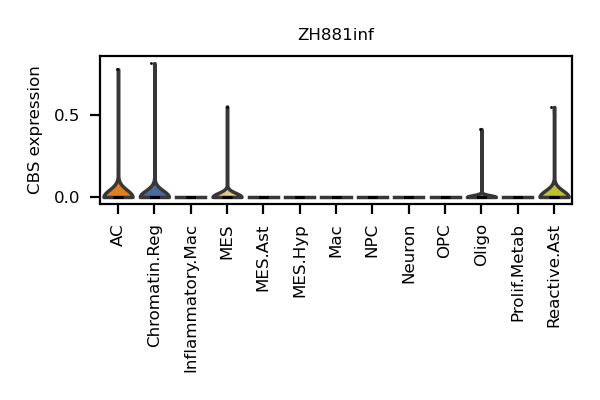 ZH881inf
CBS expression
0.5
0.0
AC
Chromatin.Reg
Inflammatory.Mac
MES
MES.Ast
MES.Hyp
Mac
NPC
Neuron
OPC
Oligo
Prolif.Metab
Reactive.Ast